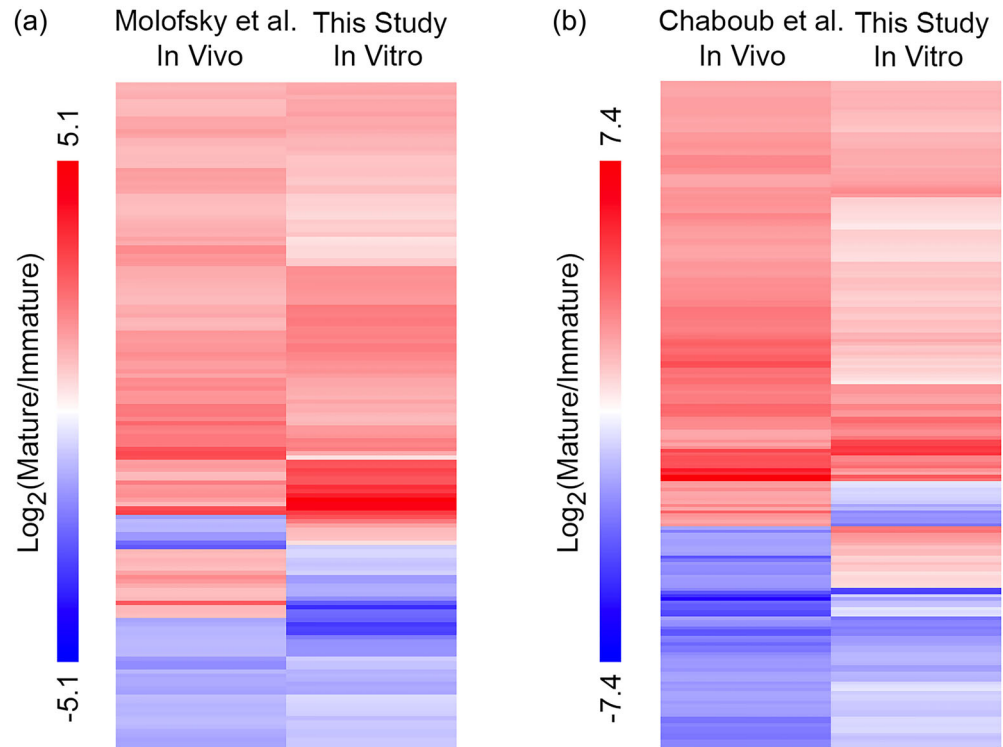 (a)
Molofsky et al. This Study
In Vivo In Vitro
5.1
Log2(Mature/Immature)
-5.1
(b)
Chaboub et al. This Study
In Vivo In Vitro
7.4
Log2(Mature/Immature)
-7.4